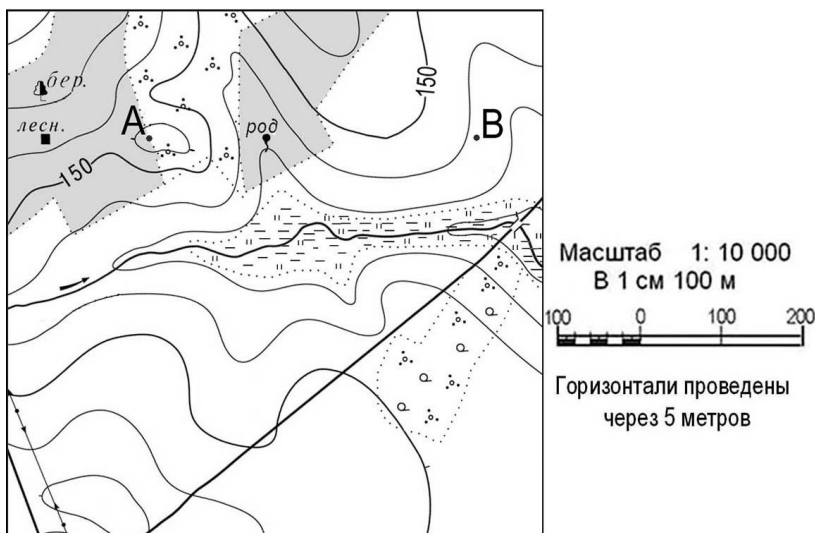 150
бер.
A
B
лесн.
род
150
Масштаб 1: 10 000
В 1 см 100 м
100 0 100 200
Горизонтали проведены
через 5 метров